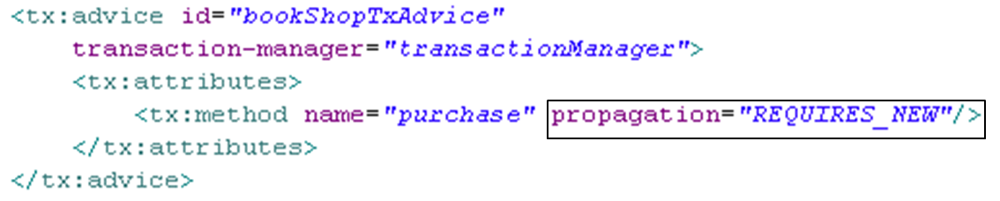 <tx:advice id="bookShopTxAdvice"
transaction-manager="transactionManager">
<tx:attributes>
<tx:method name="purchase" propagation="REQUIRES_NEW"/>
</tx:attributes>
</tx:advice>